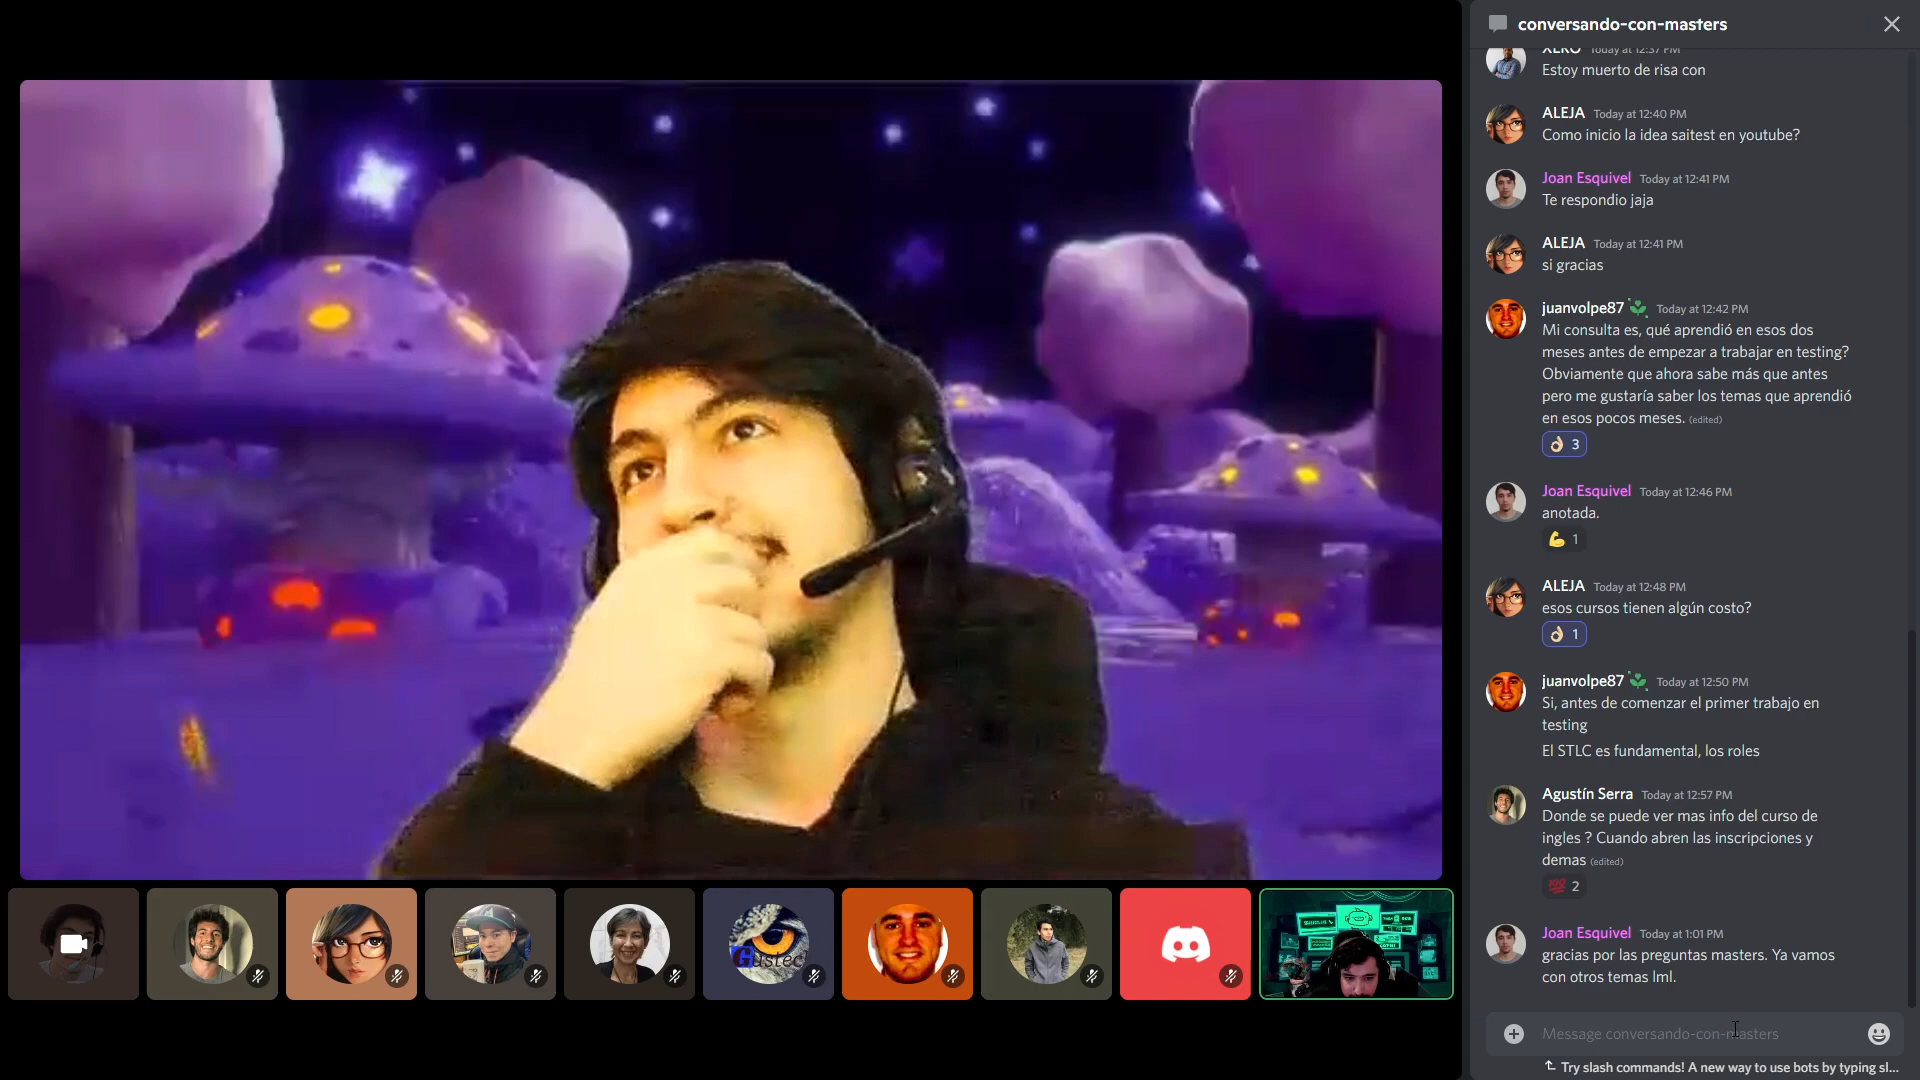 conversando-con-masters
XERO Today at 12:37 PM
Estoy muerto de risa con
ALEJA Today at 12:40 PM
Como inicio la idea saitest en youtube?
Joan Esquivel Today at 12:41 PM
Te respondio jaja
ALEJA Today at 12:41 PM
si gracias
juanvolpe87 Today at 12:42 PM
Mi consulta es, qué aprendió en esos dos
meses antes de empezar a trabajar en testing?
Obviamente que ahora sabe más que antes
pero me gustaría saber los temas que aprendió
en esos pocos meses. (edited)
3
Joan Esquivel Today at 12:46 PM
anotada.
1
ALEJA Today at 12:48 PM
esos cursos tienen algún costo?
1
juanvolpe87 Today at 12:50 PM
Si, antes de comenzar el primer trabajo en
testing
El STLC es fundamental, los roles
Agustín Serra Today at 12:57 PM
Donde se puede ver mas info del curso de
ingles ? Cuando abren las inscripciones y
demas (edited)
2
Joan Esquivel Today at 1:01 PM
gracias por las preguntas masters. Ya vamos
con otros temas lml.
Message conversando-con-masters
Try slash commands! A new way to use bots by typing sl...